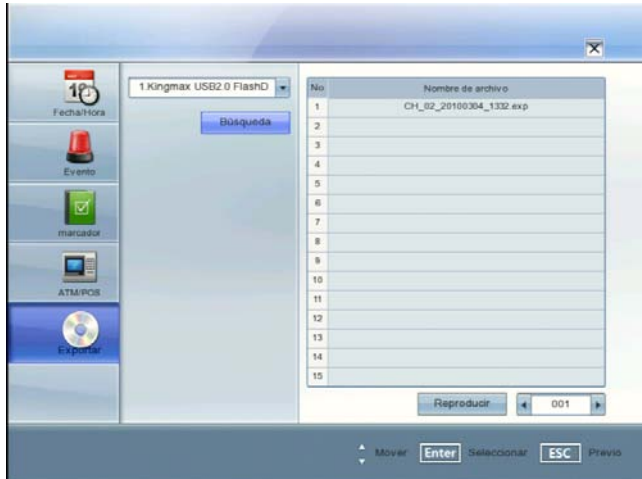 Fecha/Hora
Evento
marcador
ATM/POS
Exportar
1.Kingmax USB2.0 FlashD
Búsqueda
No Nombre de archivo
1 CH_02_20100304_1332.exp
2
3
4
5
6
7
8
9
10
11
12
13
14
15
Reproducir 001
Mover Enter Seleccionar ESC Previo